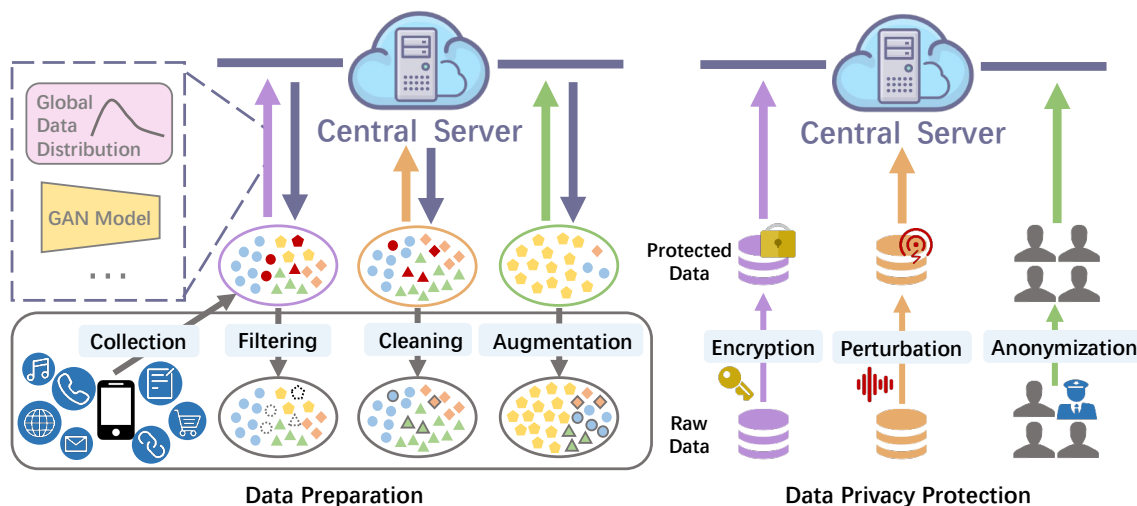 Central Server
Global
Data
Distribution
GAN Model
...
Collection
Filtering
Cleaning
Augmentation
Data Preparation
Central Server
Protected
Data
Encryption
Perturbation
Anonymization
Raw
Data
Data Privacy Protection